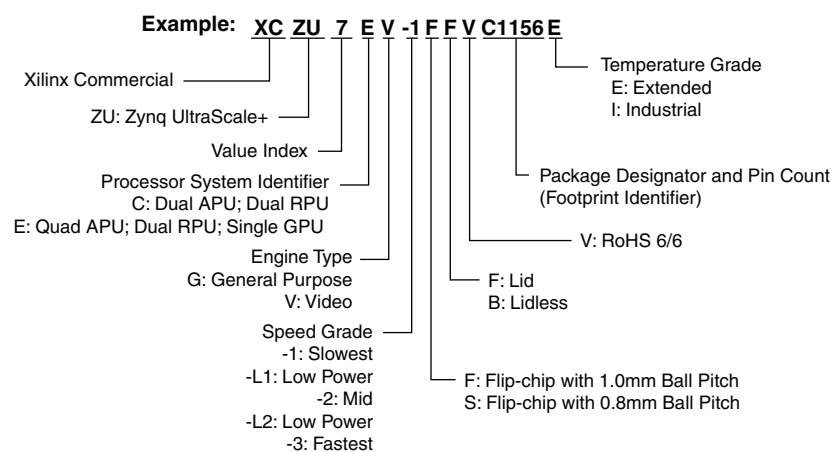 Example: XC ZU 7 E V -1 F F V C1156 E
Xilinx Commercial
ZU: Zynq UltraScale+
Value Index
Processor System Identifier
C: Dual APU; Dual RPU
E: Quad APU; Dual RPU; Single GPU
Engine Type
G: General Purpose
V: Video
Speed Grade
-1: Slowest
-L1: Low Power
-2: Mid
-L2: Low Power
-3: Fastest
Temperature Grade
E: Extended
I: Industrial
Package Designator and Pin Count
(Footprint Identifier)
V: RoHS 6/6
F: Lid
B: Lidless
F: Flip-chip with 1.0mm Ball Pitch
S: Flip-chip with 0.8mm Ball Pitch